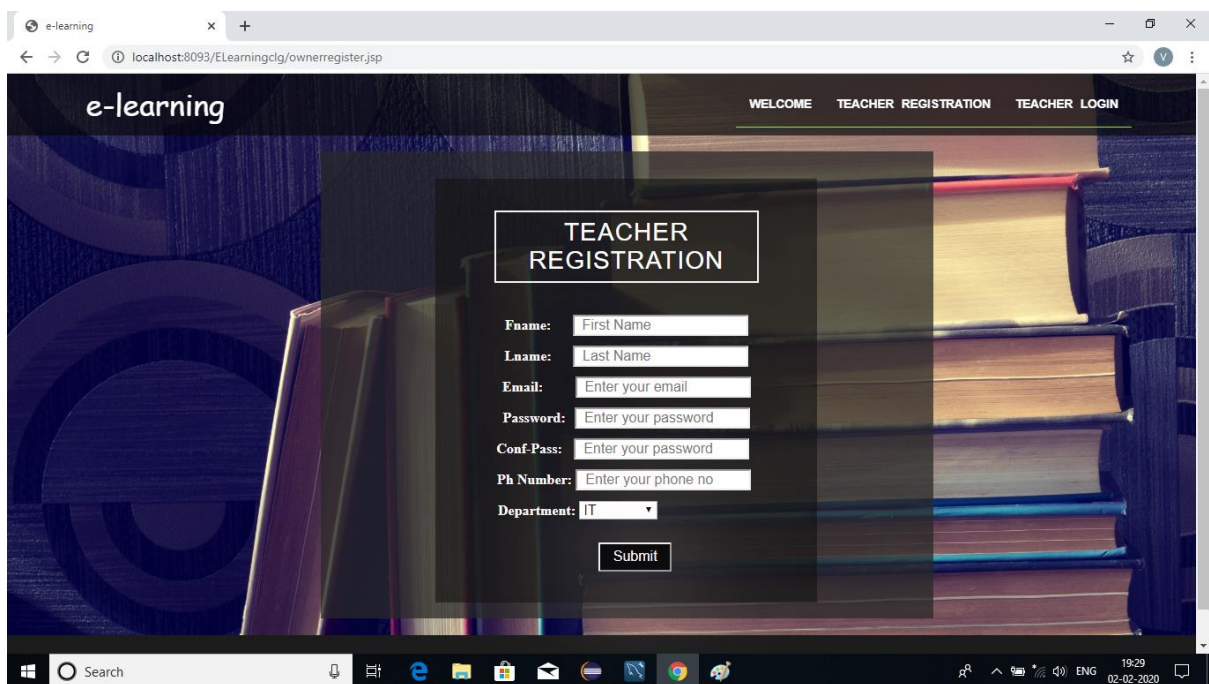 e-learning
localhost:8093/ELearningclg/ownerregister.jsp
V
e-learning
WELCOME TEACHER REGISTRATION TEACHER LOGIN
TEACHER
REGISTRATION
Fname: First Name
Lname: Last Name
Email: Enter your email
Password: Enter your password
Conf-Pass: Enter your password
Ph Number: Enter your phone no
Department: IT
Submit
Search
ENG
19:29
02-02-2020